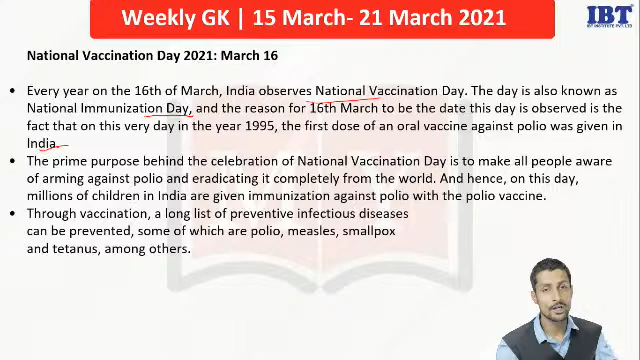 Weekly GK | 15 March- 21 March 2021
IBT
IBT INSTITUTE PVT.LTD
National Vaccination Day 2021: March 16
• Every year on the 16th of March, India observes National Vaccination Day. The day is also known as
National Immunization Day, and the reason for 16th March to be the date this day is observed is the
fact that on this very day in the year 1995, the first dose of an oral vaccine against polio was given in
India.
• The prime purpose behind the celebration of National Vaccination Day is to make all people aware
of arming against polio and eradicating it completely from the world. And hence, on this day,
millions of children in India are given immunization against polio with the polio vaccine.
• Through vaccination, a long list of preventive infectious diseases
can be prevented, some of which are polio, measles, smallpox
and tetanus, among others.